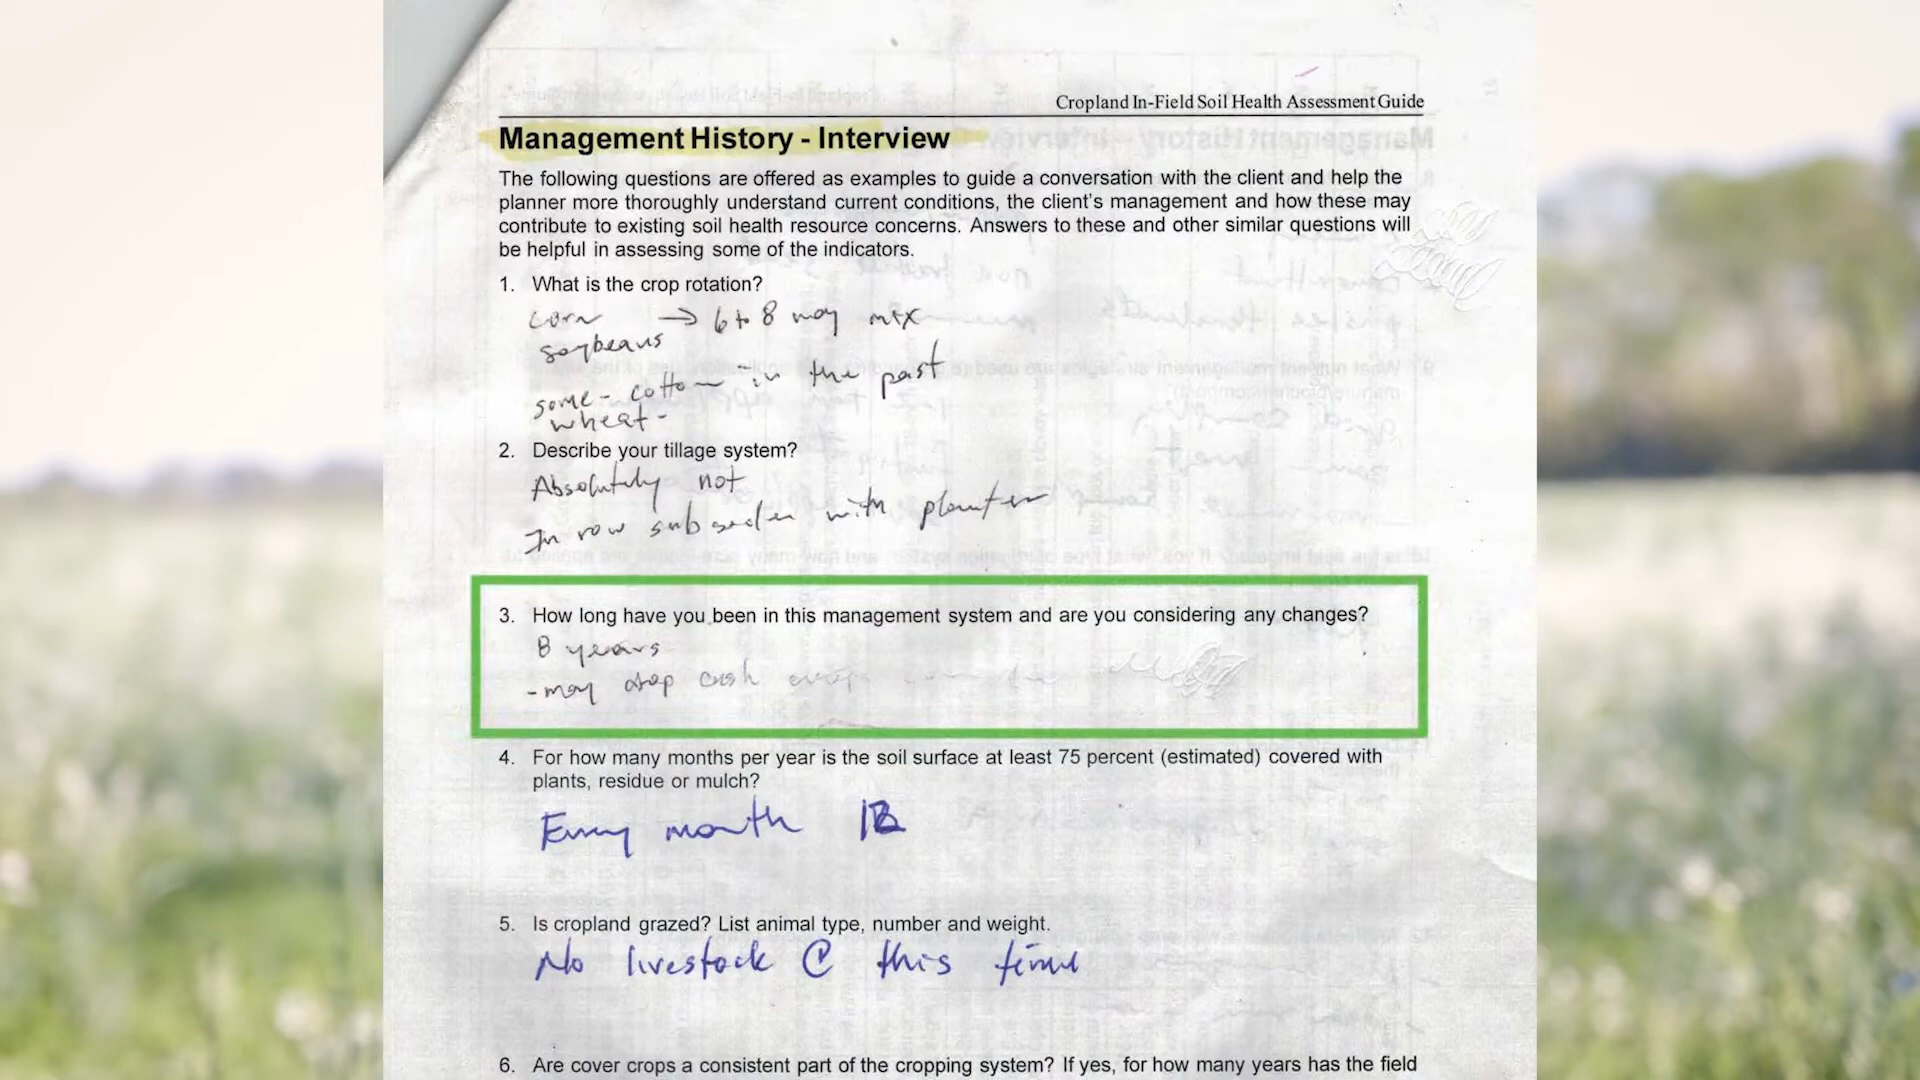 Cropland In-Field Soil Health Assessment Guide
Management History - Interview
The following questions are offered as examples to guide a conversation with the client and help the
planner more thoroughly understand current conditions, the client's management and how these may
contribute to existing soil health resource concerns. Answers to these and other similar questions will
be helpful in assessing some of the indicators.
1. What is the crop rotation?
corn → 6 to 8 way mix
soybeans
some - cotton - in the past
wheat -
2. Describe your tillage system?
Absolutely not
In row subsoiler with planter
3. How long have you been in this management system and are you considering any changes?
8 years
- may drop cash
4. For how many months per year is the soil surface at least 75 percent (estimated) covered with
plants, residue or mulch?
Every month 12
5. Is cropland grazed? List animal type, number and weight.
No livestock @ this time
6. Are cover crops a consistent part of the cropping system? If yes, for how many years has the field